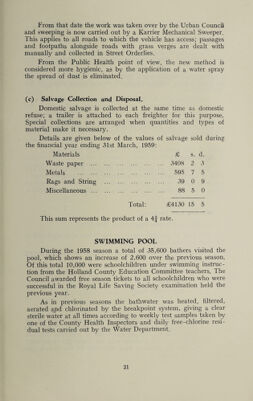 From that date the work was taken over by the Urban Council
and sweeping is now carried out by a Karrier Mechanical Sweeper.
This applies to all roads to which the vehicle has access; passages
and footpaths alongside roads with grass verges are dealt with
manually and collected in Street Orderlies.
From the Public Health point of view, the new method is
considered more hygienic, as by the application of a water spray
the spread of dust is eliminated.
(c) Salvage Collection and Disposal.
Domestic salvage is collected at the same time as domestic
refuse; a trailer is attached to each freighter for this purpose.
Special collections are arranged when quantities and types of
material make it necessary.
Details are given below of the values of salvage sold during
the financial year ending 31st March, 1959:
Materials £ s. d.
Waste paper ... ... ... ... ... ... 3408 2 3
Metals ... ... ... ... ... ... 595 7 5
Rags and String ... ... ... ... 39 0 9
Miscellaneous ... ... ... ... ... 88 5 0
Total: £4130 15 5
This sum represents the product of a 4¾ rate.
SWIMMING POOL
During the 1958 season a total of 35,600 bathers visited the
pool, which shows an increase of 2,600 over the previous season.
Of this total 10,000 were schoolchildren under swimming instruc-
tion from the Holland County Education Committee teachers. The
Council awarded free season tickets to all schoolchildren who were
successful in the Royal Life Saving Society examination held the
previous year.
As in previous seasons the bathwater was heated, filtered,
aerated and chlorinated by the breakpoint system, giving a clear
sterile water at all times according to weekly test samples taken by
one of the County Health Inspectors and daily free-chlorine resi-
dual tests carried out by the Water Department.
21